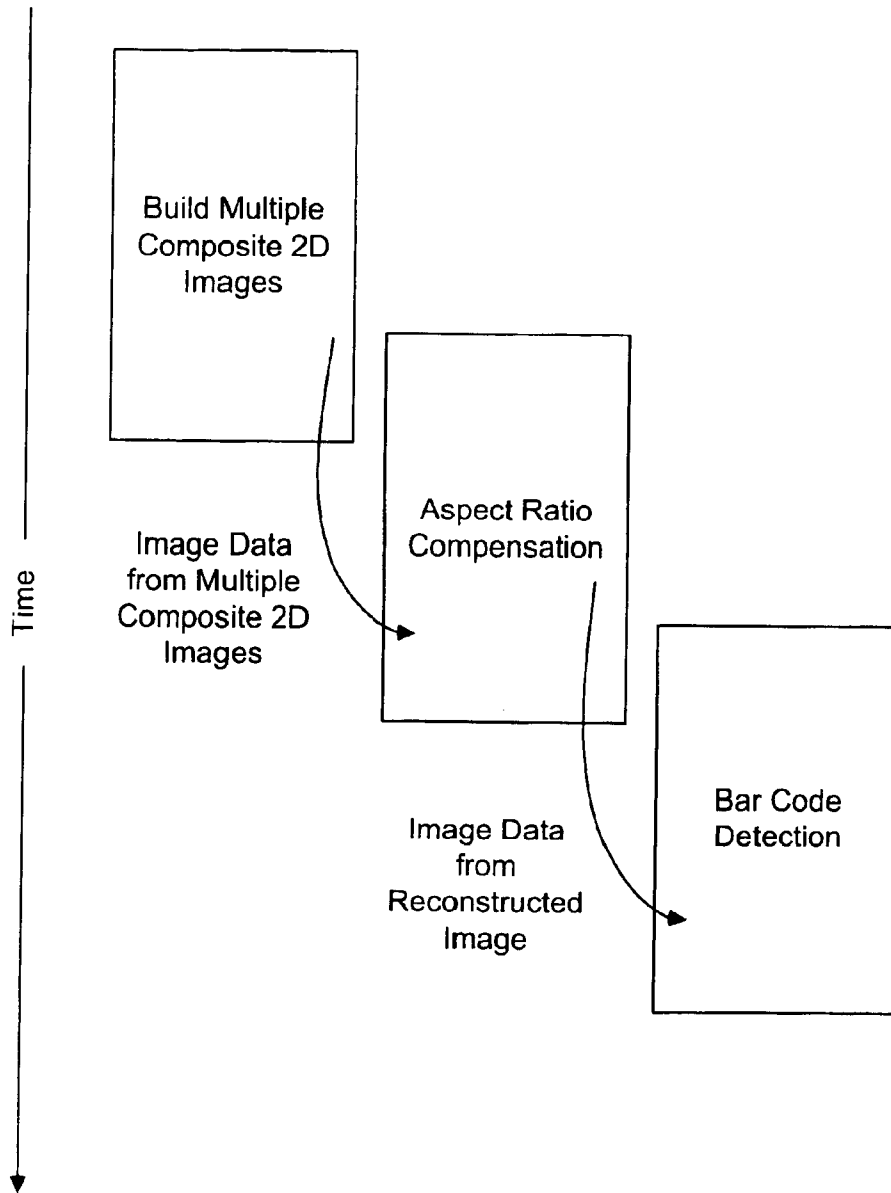 Build Multiple
Composite 2D
Images
Aspect Ratio
Compensation
Image Data
from Multiple
Composite 2D
Images
Time
Bar Code
Detection
Image Data
from
Reconstructed
Image